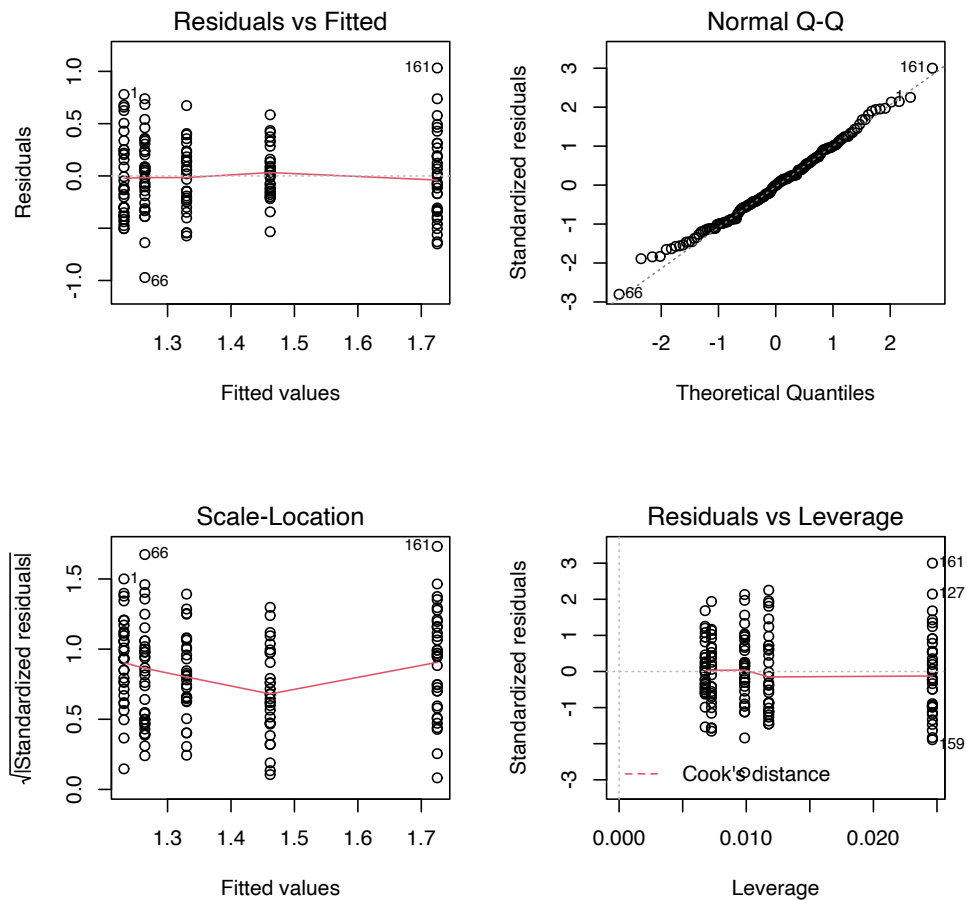 Residuals vs Fitted
Residuals
1.0
0.5
0.0
-1.0
161
1
66
1.3 1.4 1.5 1.6 1.7
Fitted values
Normal Q-Q
Standardized residuals
3
2
1
0
-1
-2
-3
161
1
66
-2 -1 0 1 2
Theoretical Quantiles
Scale-Location
√|Standardized residuals|
1.5
1.0
0.5
0.0
66
161
1
1.3 1.4 1.5 1.6 1.7
Fitted values
Residuals vs Leverage
Standardized residuals
3
2
1
0
-1
-3
161
127
159
Cook's distance
0.000 0.010 0.020
Leverage